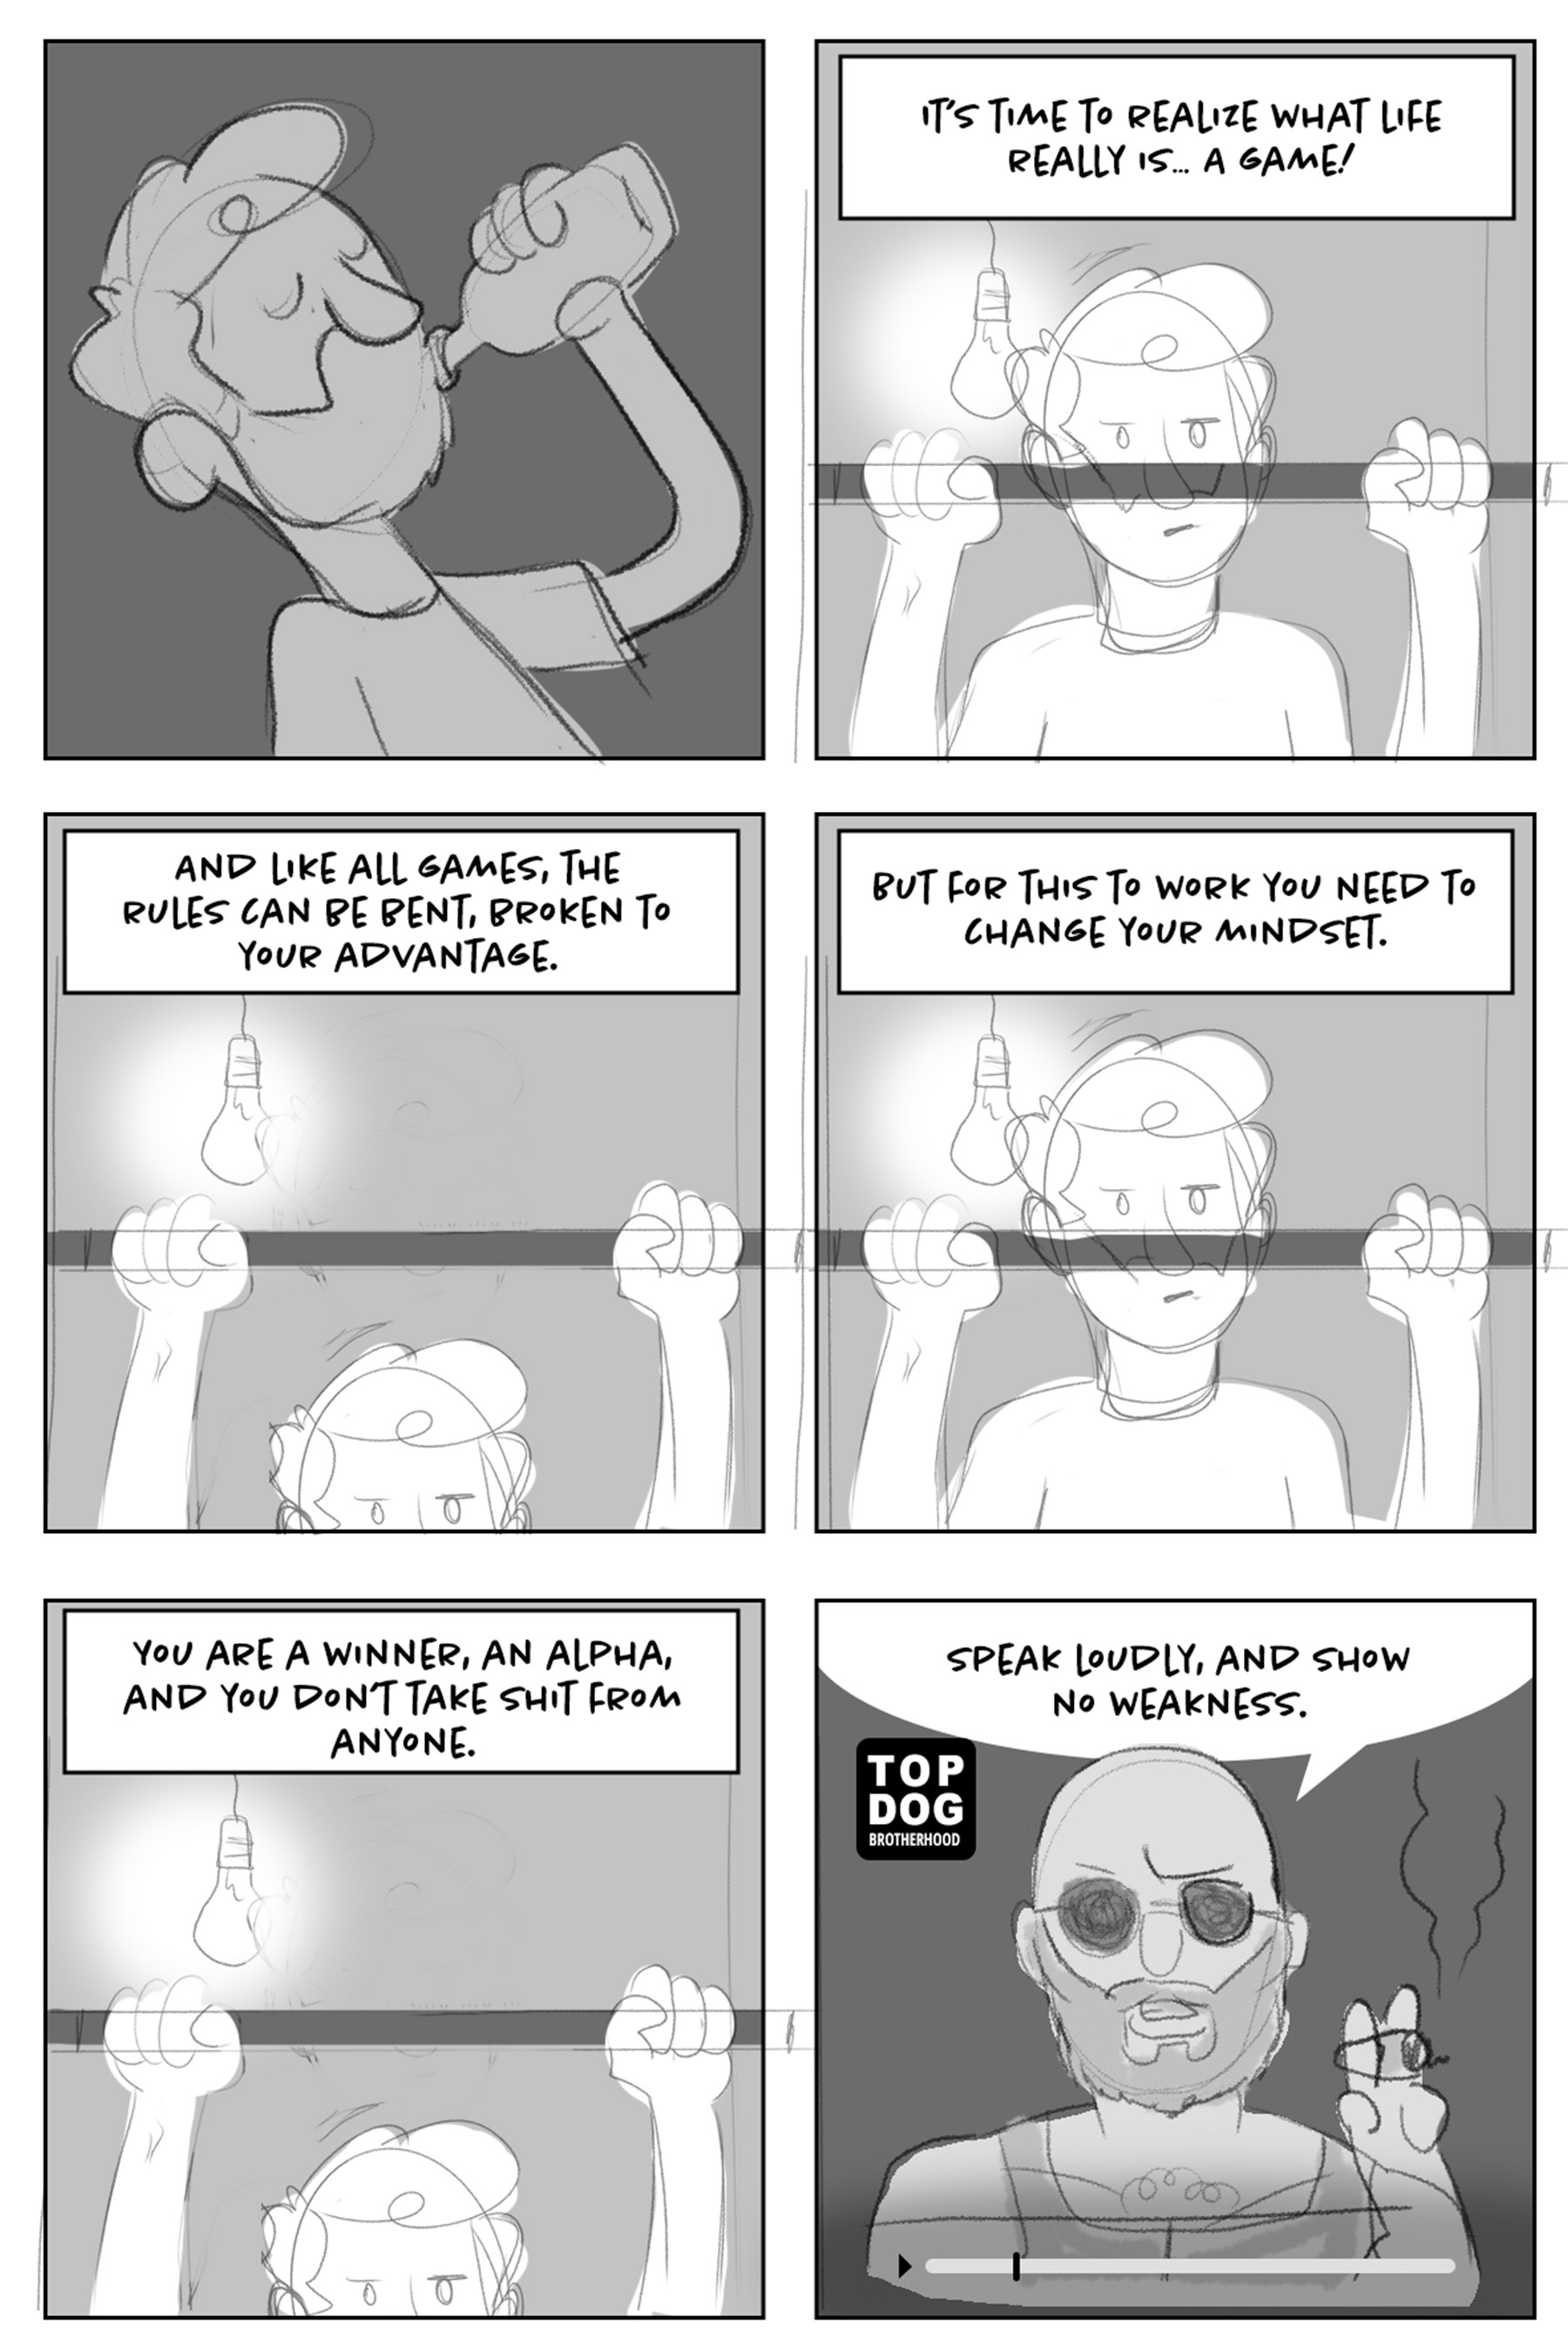 IT'S TIME TO REALIZE WHAT LIFE
REALLY IS... A GAME!
AND LIKE ALL GAMES, THE
RULES CAN BE BENT, BROKEN TO
YOUR ADVANTAGE.
BUT FOR THIS TO WORK YOU NEED TO
CHANGE YOUR MINDSET.
YOU ARE A WINNER, AN ALPHA,
AND YOU DON'T TAKE SHIT FROM
ANYONE.
SPEAK LOUDLY, AND SHOW
NO WEAKNESS.
TOP
DOG
BROTHERHOOD